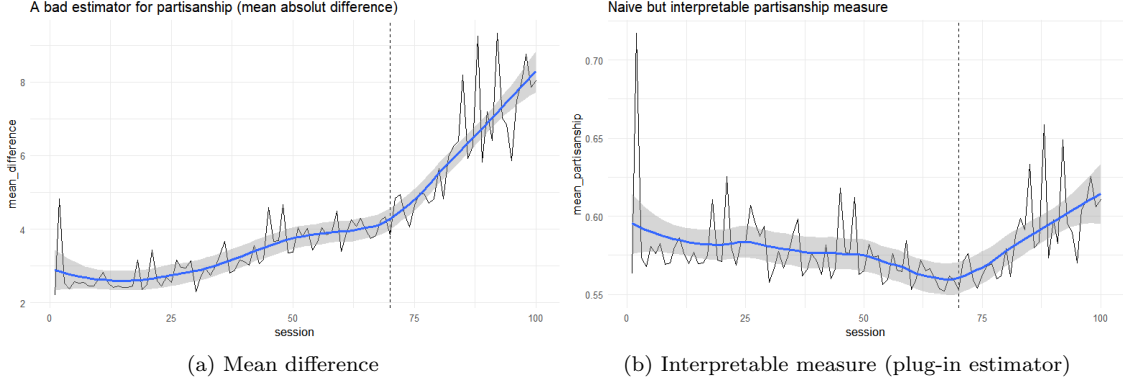 A bad estimator for partisanship (mean absolut difference)
mean_difference
8
6
4
2
0
25
50
75
100
session
(a) Mean difference
Naive but interpretable partisanship measure
mean_partisanship
0.70
0.65
0.60
0.55
0
25
50
75
100
session
(b) Interpretable measure (plug-in estimator)